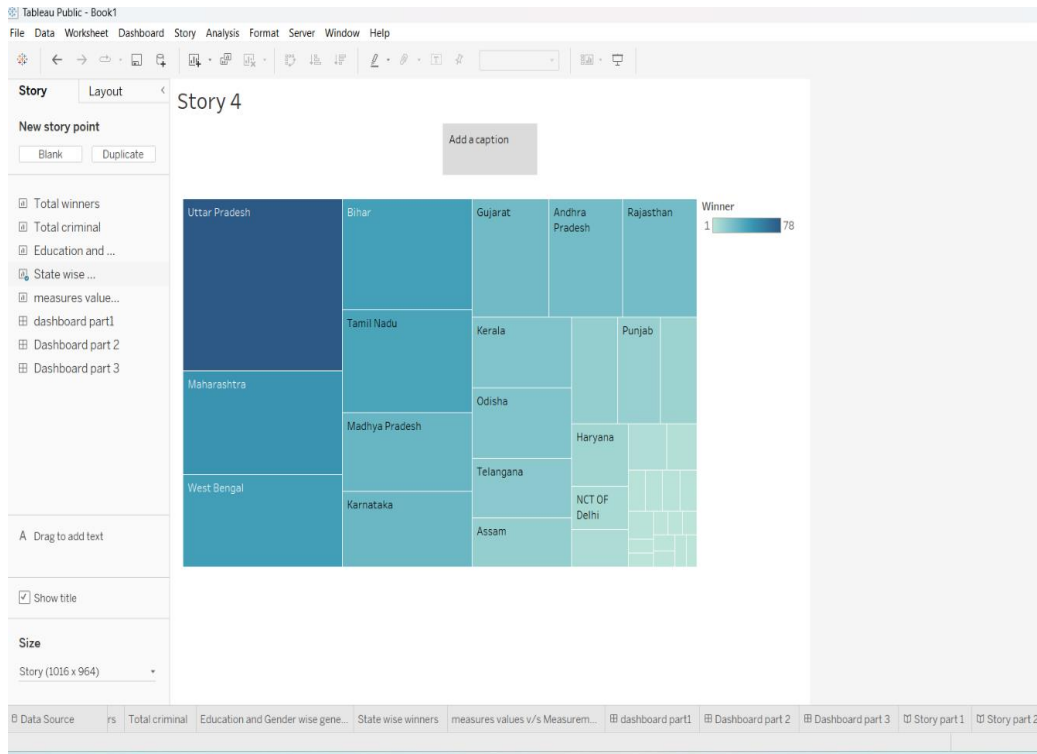 Tableau Public - Book1
File Data Worksheet Dashboard Story Analysis Format Server Window Help
Story Layout
New story point
Blank Duplicate
Total winners
Total criminal
Education and ...
State wise ...
measures value...
dashboard part1
Dashboard part 2
Dashboard part 3
A Drag to add text
Show title
Size
Story (1016 x 964)
Story 4
Add a caption
Uttar Pradesh
Maharashtra
West Bengal
Bihar
Tamil Nadu
Madhya Pradesh
Karnataka
Gujarat
Andhra
Pradesh
Rajasthan
Kerala
Odisha
Telangana
Assam
Punjab
Haryana
NCT OF
Delhi
Winner
1 78
Data Source rs Total criminal Education and Gender wise gene... State wise winners measures values v/s Measurem... dashboard part1 Dashboard part 2 Dashboard part 3 Story part 1 Story part 2